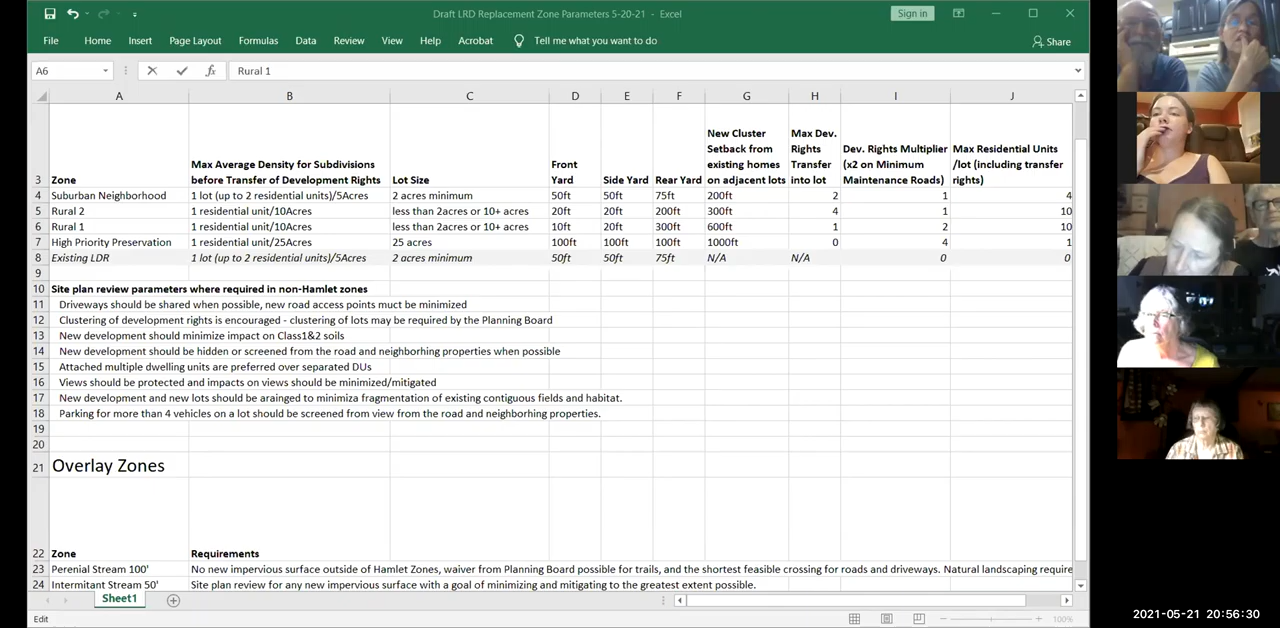 Draft LRD Replacement Zone Parameters 5-20-21 - Excel
Sign in
File Home Insert Page Layout Formulas Data Review View Help Acrobat Tell me what you want to do Share
A6 fx Rural 1
A B C D E F G H I J
3 Zone Max Average Density for Subdivisions before Transfer of Development Rights Lot Size Front Yard Side Yard Rear Yard New Cluster Setback from existing homes on adjacent lots Max Dev. Rights Transfer into lot Dev. Rights Multiplier (x2 on Minimum Maintenance Roads) Max Residential Units /lot (including transfer rights)
4 Suburban Neighborhood 1 lot (up to 2 residential units)/5Acres 2 acres minimum 50ft 50ft 75ft 200ft 2 1 4
5 Rural 2 1 residential unit/10Acres less than 2acres or 10+ acres 20ft 20ft 200ft 300ft 4 1 10
6 Rural 1 1 residential unit/10Acres less than 2acres or 10+ acres 10ft 20ft 300ft 600ft 1 2 10
7 High Priority Preservation 1 residential unit/25Acres 25 acres 100ft 100ft 100ft 1000ft 0 4 1
8 Existing LDR 1 lot (up to 2 residential units)/5Acres 2 acres minimum 50ft 50ft 75ft N/A N/A 0 0
9
10 Site plan review parameters where required in non-Hamlet zones
11 Driveways should be shared when possible, new road access points muct be minimized
12 Clustering of development rights is encouraged - clustering of lots may be required by the Planning Board
13 New development should minimize impact on Class1&2 soils
14 New development should be hidden or screened from the road and neighborhing properties when possible
15 Attached multiple dwelling units are preferred over separated DUs
16 Views should be protected and impacts on views should be minimized/mitigated
17 New development and new lots should be arainged to minimiza fragmentation of existing contiguous fields and habitat.
18 Parking for more than 4 vehicles on a lot should be screened from view from the road and neighborhing properties.
19
20
21 Overlay Zones
22 Zone Requirements
23 Perenial Stream 100' No new impervious surface outside of Hamlet Zones, waiver from Planning Board possible for trails, and the shortest feasible crossing for roads and driveways. Natural landscaping require
24 Intermitant Stream 50' Site plan review for any new impervious surface with a goal of minimizing and mitigating to the greatest extent possible.
Sheet1
Edit
100%
2021-05-21 20:56:30